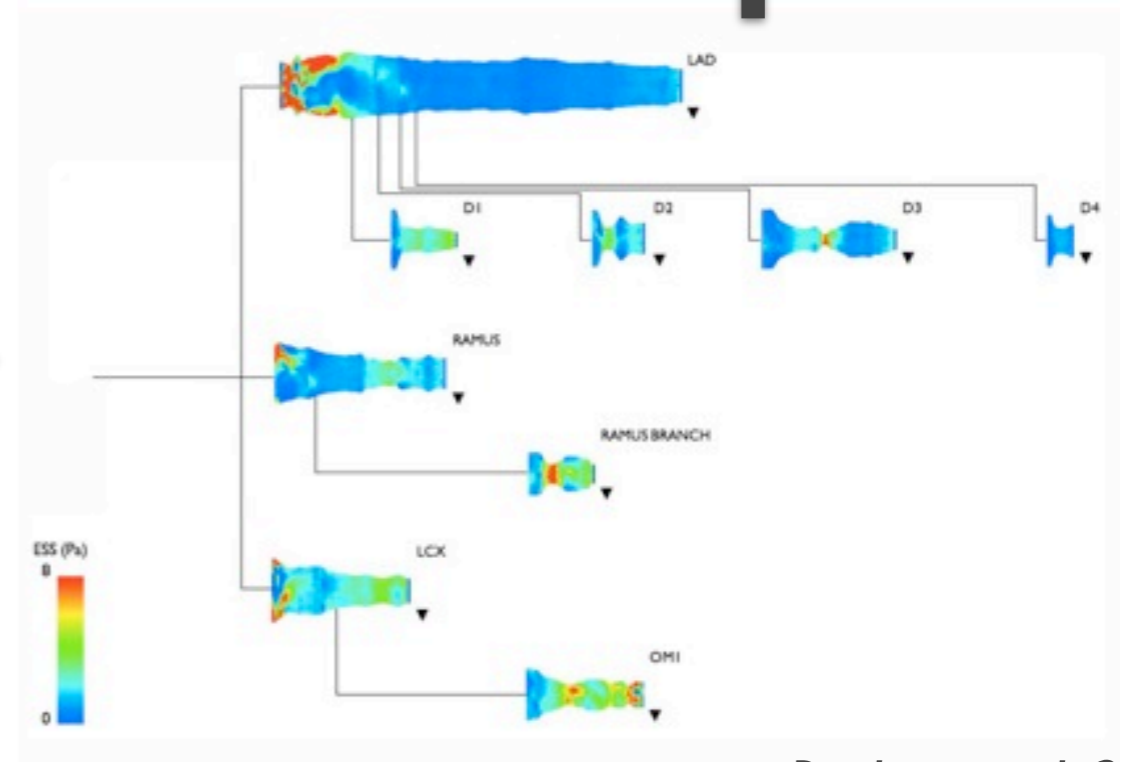 LAD
D1
D2
D3
D4
RAMUS
RAMUS BRANCH
ESS (Pa)
8
0
LCX
OM1